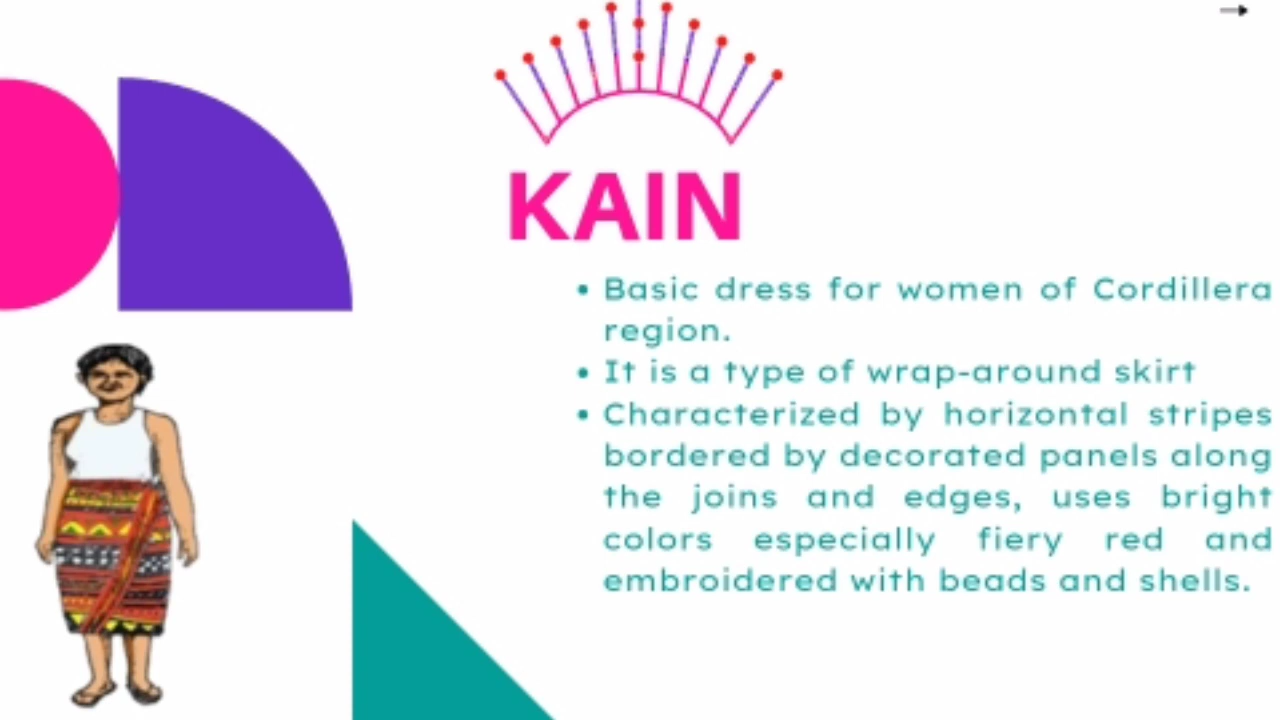 KAIN
• Basic dress for women of Cordillera
region.
• It is a type of wrap-around skirt
• Characterized by horizontal stripes
bordered by decorated panels along
the joins and edges, uses bright
colors especially fiery red and
embroidered with beads and shells.